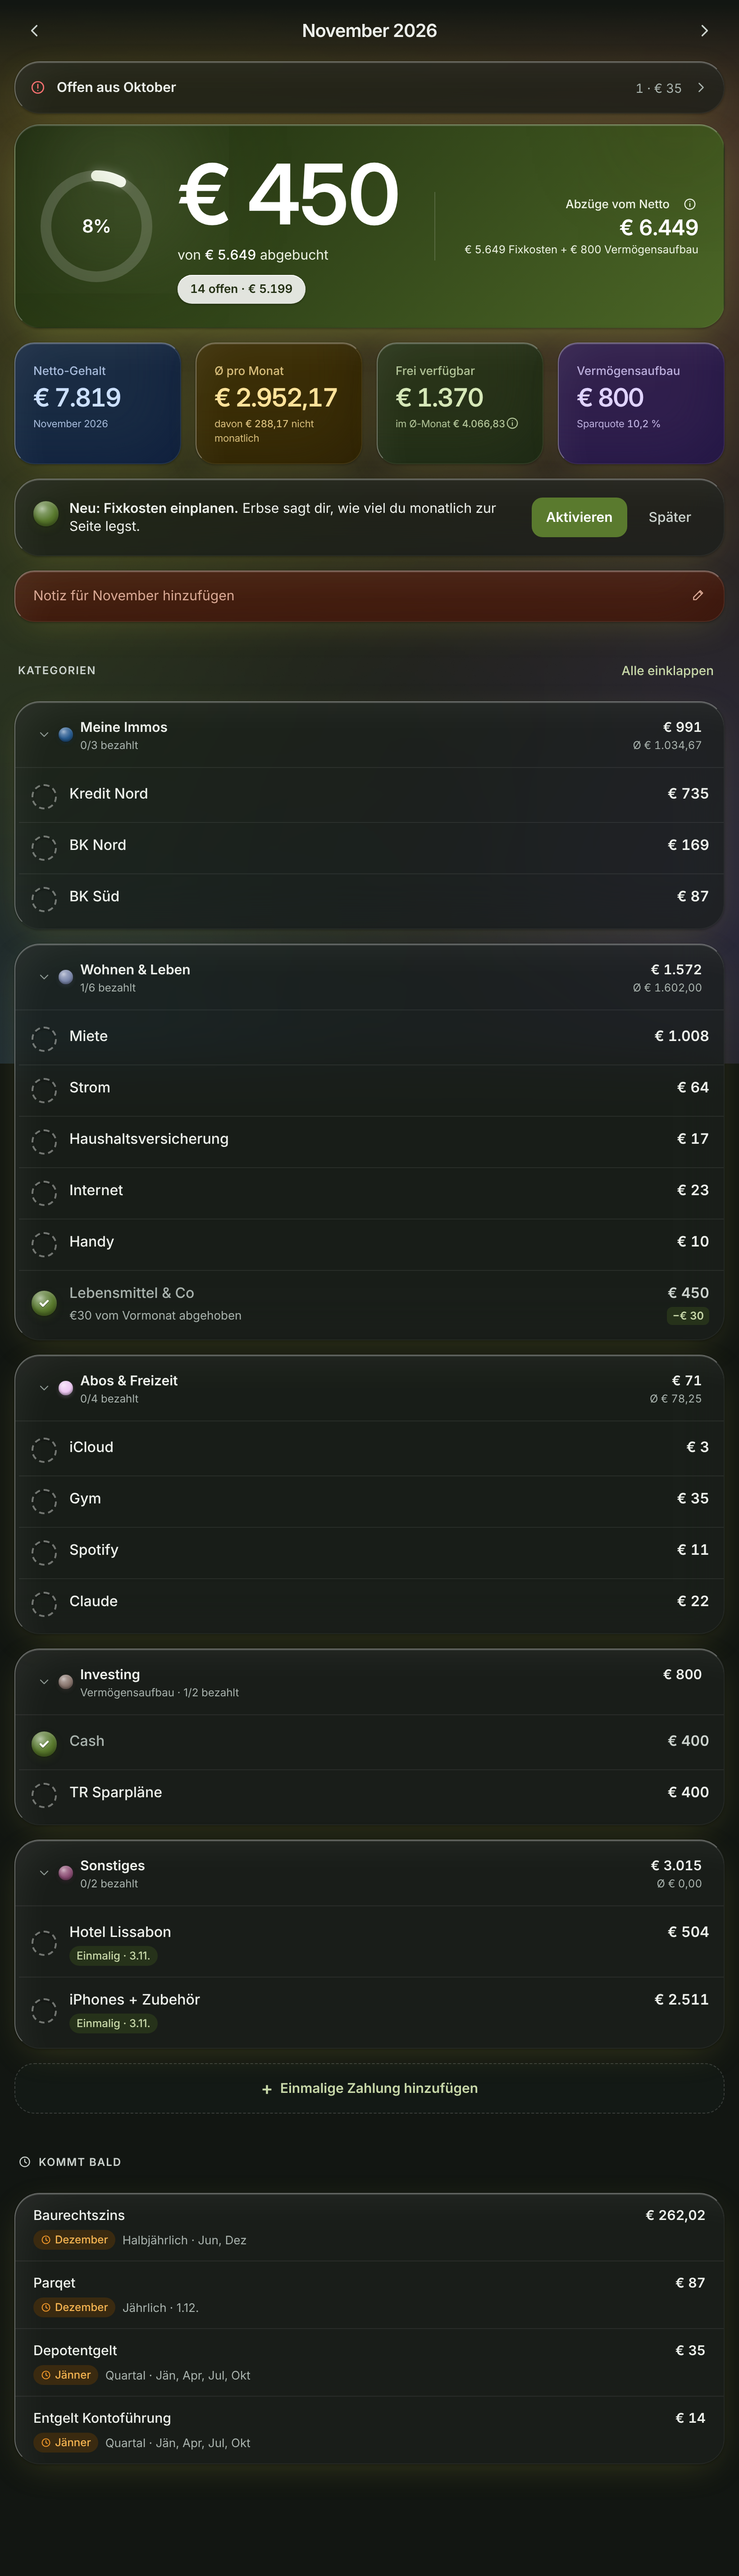 November 2026
Offen aus Oktober
1 · € 35
8%
€ 450
von € 5.649 abgebucht
14 offen · € 5.199
Abzüge vom Netto
€ 6.449
€ 5.649 Fixkosten + € 800 Vermögensaufbau
Netto-Gehalt
€ 7.819
November 2026
Ø pro Monat
€ 2.952,17
davon € 288,17 nicht
monatlich
Frei verfügbar
€ 1.370
im Ø-Monat € 4.066,83
Vermögensaufbau
€ 800
Sparquote 10,2 %
Neu: Fixkosten einplanen. Erbse sagt dir, wie viel du monatlich zur
Seite legst.
Aktivieren
Später
Notiz für November hinzufügen
KATEGORIEN
Alle einklappen
Meine Immos
€ 991
0/3 bezahlt
Ø € 1.034,67
Kredit Nord
€ 735
BK Nord
€ 169
BK Süd
€ 87
Wohnen & Leben
€ 1.572
1/6 bezahlt
Ø € 1.602,00
Miete
€ 1.008
Strom
€ 64
Haushaltsversicherung
€ 17
Internet
€ 23
Handy
€ 10
Lebensmittel & Co
€ 450
€30 vom Vormonat abgehoben
−€ 30
Abos & Freizeit
€ 71
0/4 bezahlt
Ø € 78,25
iCloud
€ 3
Gym
€ 35
Spotify
€ 11
Claude
€ 22
Investing
€ 800
Vermögensaufbau · 1/2 bezahlt
Cash
€ 400
TR Sparpläne
€ 400
Sonstiges
€ 3.015
0/2 bezahlt
Ø € 0,00
Hotel Lissabon
€ 504
Einmalig · 3.11.
iPhones + Zubehör
€ 2.511
Einmalig · 3.11.
+ Einmalige Zahlung hinzufügen
KOMMT BALD
Baurechtszins
€ 262,02
Dezember
Halbjährlich · Jun, Dez
Parqet
€ 87
Dezember
Jährlich · 1.12.
Depotentgelt
€ 35
Jänner
Quartal · Jän, Apr, Jul, Okt
Entgelt Kontoführung
€ 14
Jänner
Quartal · Jän, Apr, Jul, Okt